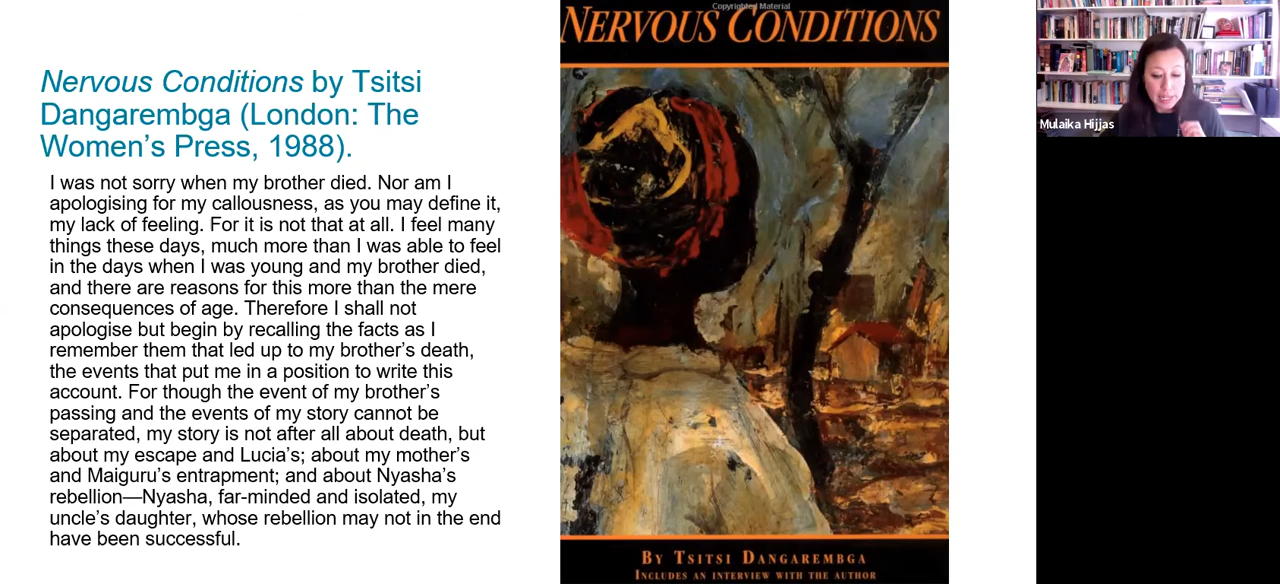 Nervous Conditions by Tsitsi
Dangarembga (London: The
Women's Press, 1988).
I was not sorry when my brother died. Nor am I
apologising for my callousness, as you may define it,
my lack of feeling. For it is not that at all. I feel many
things these days, much more than I was able to feel
in the days when I was young and my brother died,
and there are reasons for this more than the mere
consequences of age. Therefore I shall not
apologise but begin by recalling the facts as I
remember them that led up to my brother's death,
the events that put me in a position to write this
account. For though the event of my brother's
passing and the events of my story cannot be
separated, my story is not after all about death, but
about my escape and Lucia's; about my mother's
and Maiguru's entrapment; and about Nyasha's
rebellion—Nyasha, far-minded and isolated, my
uncle's daughter, whose rebellion may not in the end
have been successful.
Copyrighted Material
NERVOUS CONDITIONS
BY TSITSI DANGAREMBGA
INCLUDES AN INTERVIEW WITH THE AUTHOR
Mulaika Hijjas